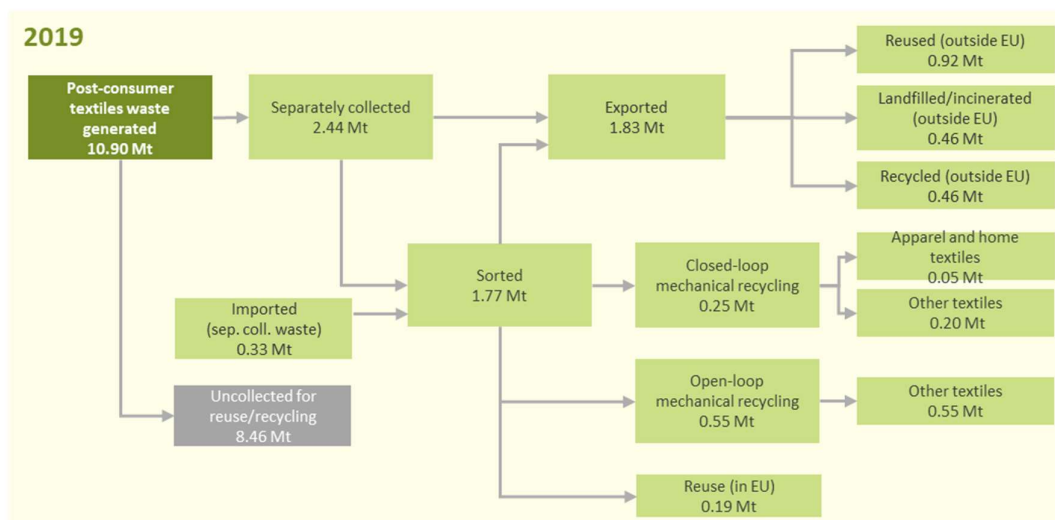 2019
Post-consumer
textiles waste
generated
10.90 Mt
Separately collected
2.44 Mt
Exported
1.83 Mt
Reused (outside EU)
0.92 Mt
Landfilled/incinerated
(outside EU)
0.46 Mt
Recycled (outside EU)
0.46 Mt
Sorted
1.77 Mt
Closed-loop
mechanical recycling
0.25 Mt
Apparel and home
textiles
0.05 Mt
Other textiles
0.20 Mt
Imported
(sep. coll. waste)
0.33 Mt
Uncollected for
reuse/recycling
8.46 Mt
Open-loop
mechanical recycling
0.55 Mt
Other textiles
0.55 Mt
Reuse (in EU)
0.19 Mt